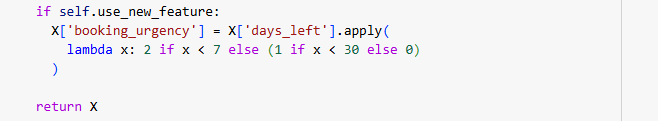 if self.use_new_feature:
X['booking_urgency'] = X['days_left'].apply(
lambda x: 2 if x < 7 else (1 if x < 30 else 0)
)
return X